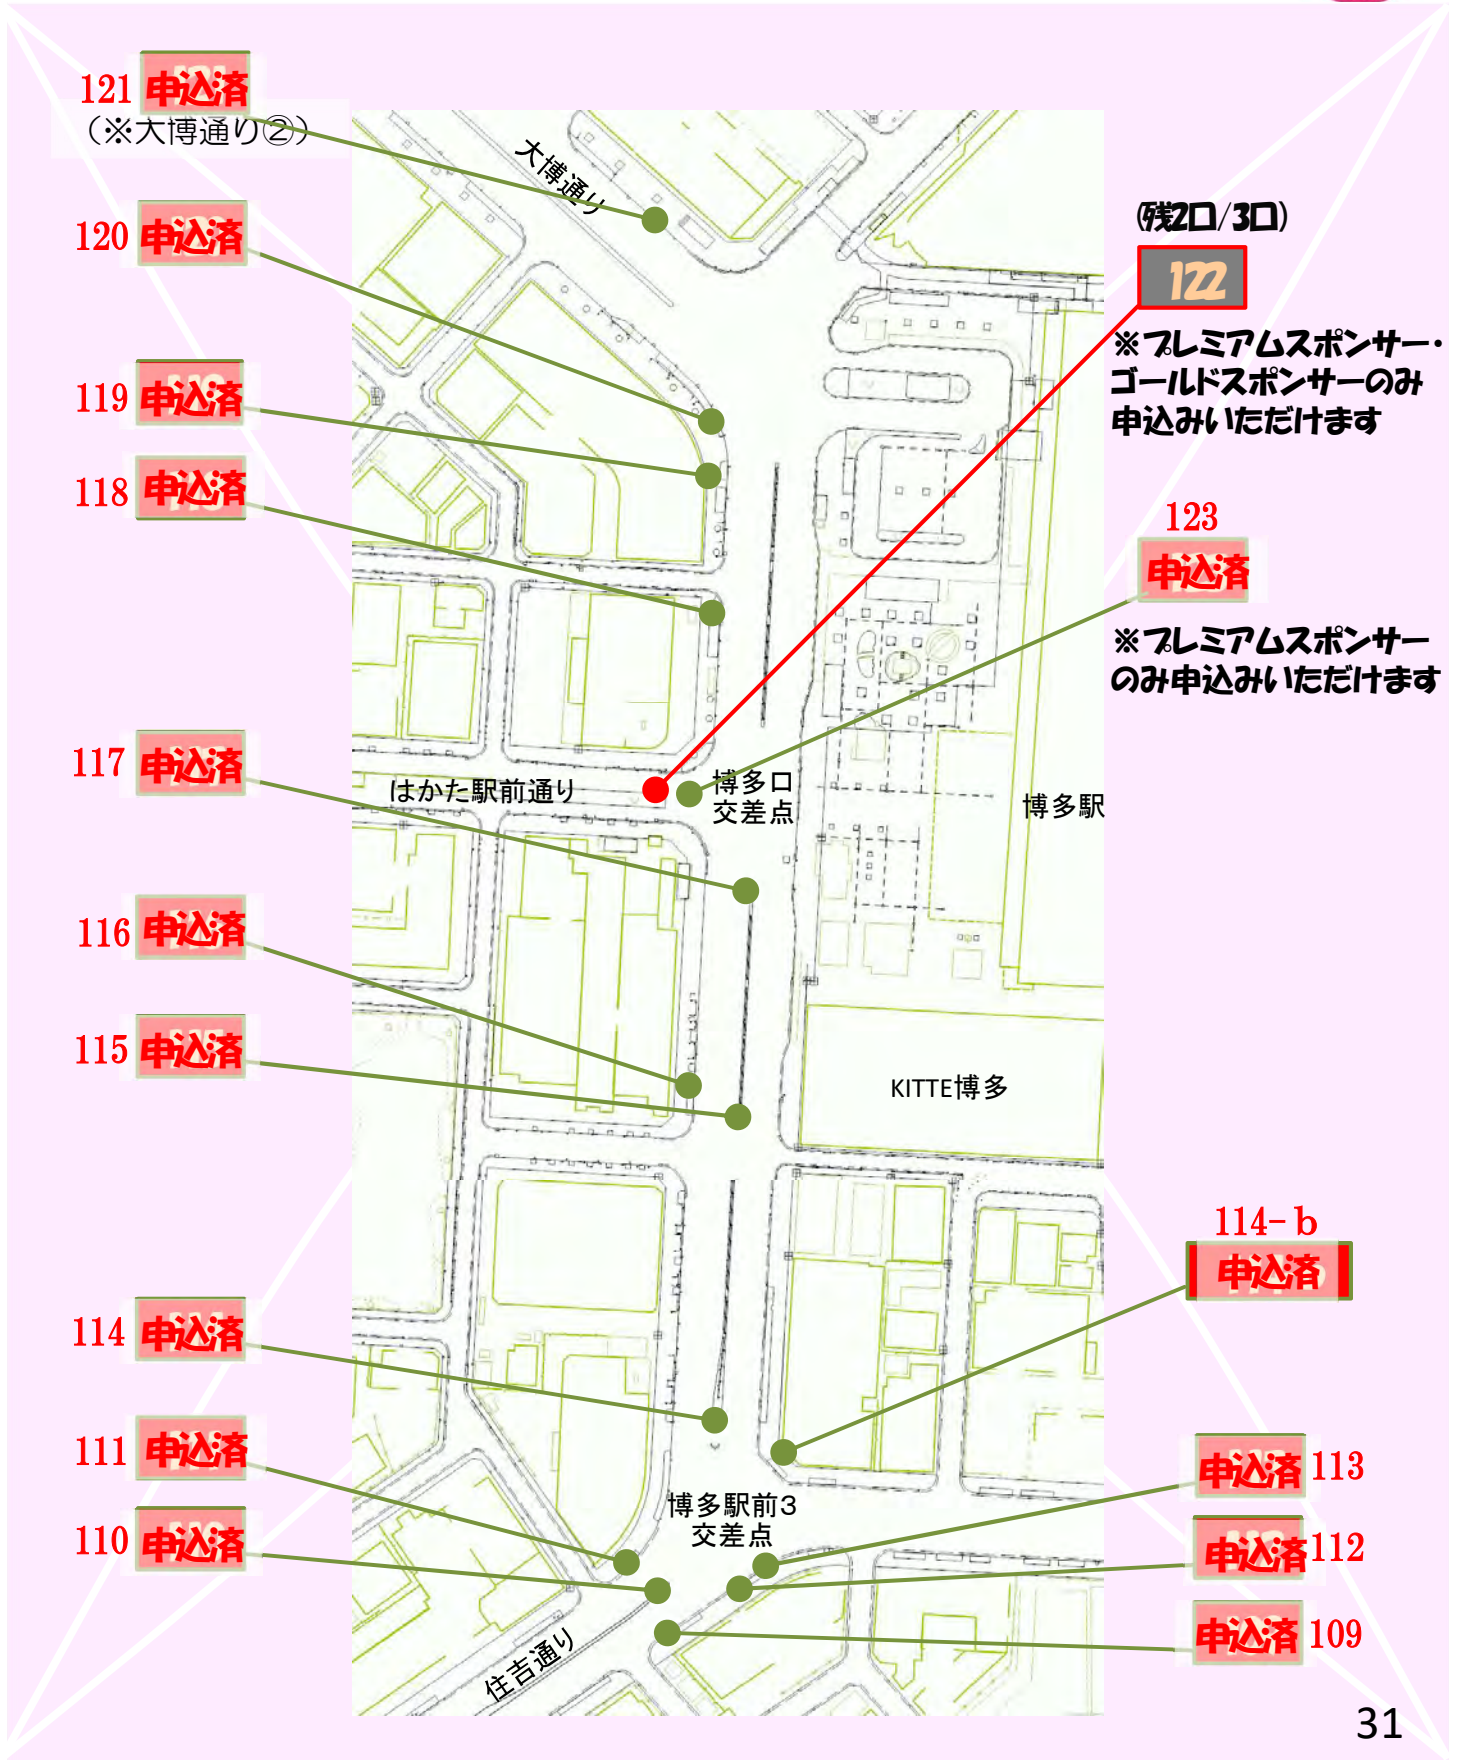 121 申込済
（※大博通り②）
大博通り
120 申込済
(残2口/3口)
122
※プレミアムスポンサー・
ゴールドスポンサーのみ
申込みいただけます
119 申込済
118 申込済
123
申込済
※プレミアムスポンサー
のみ申込みいただけます
117 申込済
はかた駅前通り
博多口
交差点
博多駅
116 申込済
115 申込済
KITTE博多
114-ｂ
申込済
114 申込済
111 申込済
申込済 113
博多駅前3
交差点
110 申込済
申込済 112
申込済 109
住吉通り
31